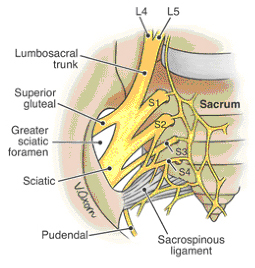 L4 L5
Lumbosacral
trunk
Superior
gluteal
Greater
sciatic
foramen
Sciatic
Pudendal
S1
S2
S3
S4
Sacrum
Sacrospinous
ligament